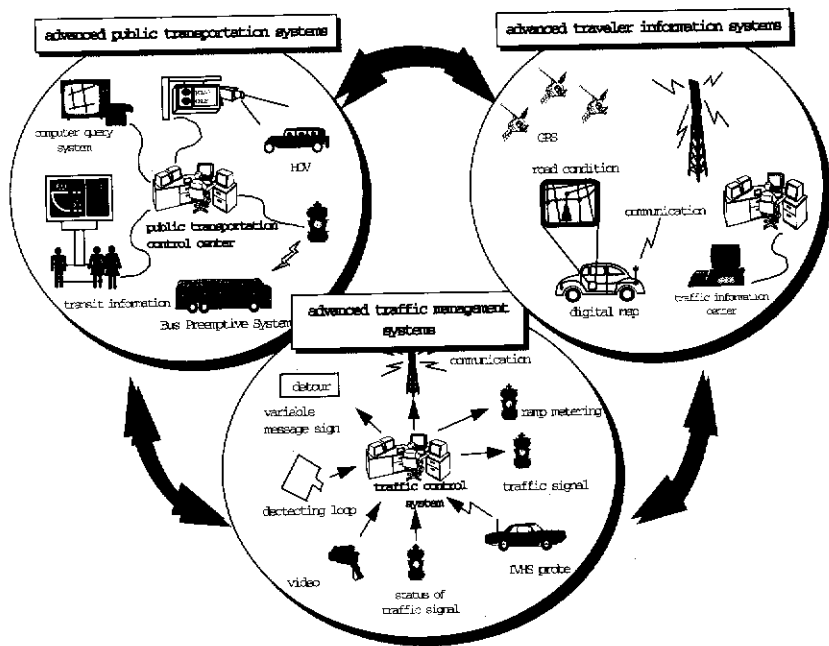 advanced public transportation systems
computer query
system
HOV
public transportation
control center
transit information
Bus Preemptive System
advanced traveler information systems
GPS
road condition
communication
digital map
traffic information
center
advanced traffic management
systems
communication
detour
variable
message sign
ramp metering
traffic signal
traffic control
system
dectecting loop
video
status of
traffic signal
IVHS probe